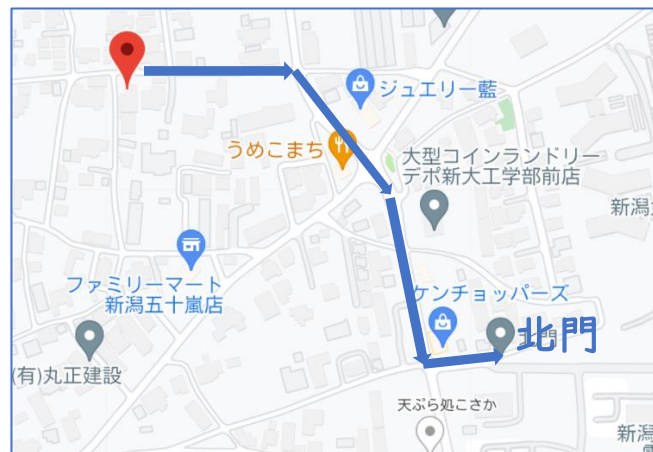 ジュエリー藍
うめこまち
大型コインランドリー
デポ新大工学部前店
新潟
ファミリーマート
新潟五十嵐店
ケンチョッパーズ
北門
北門
(有)丸正建設
天ぷら処こさか
新潟